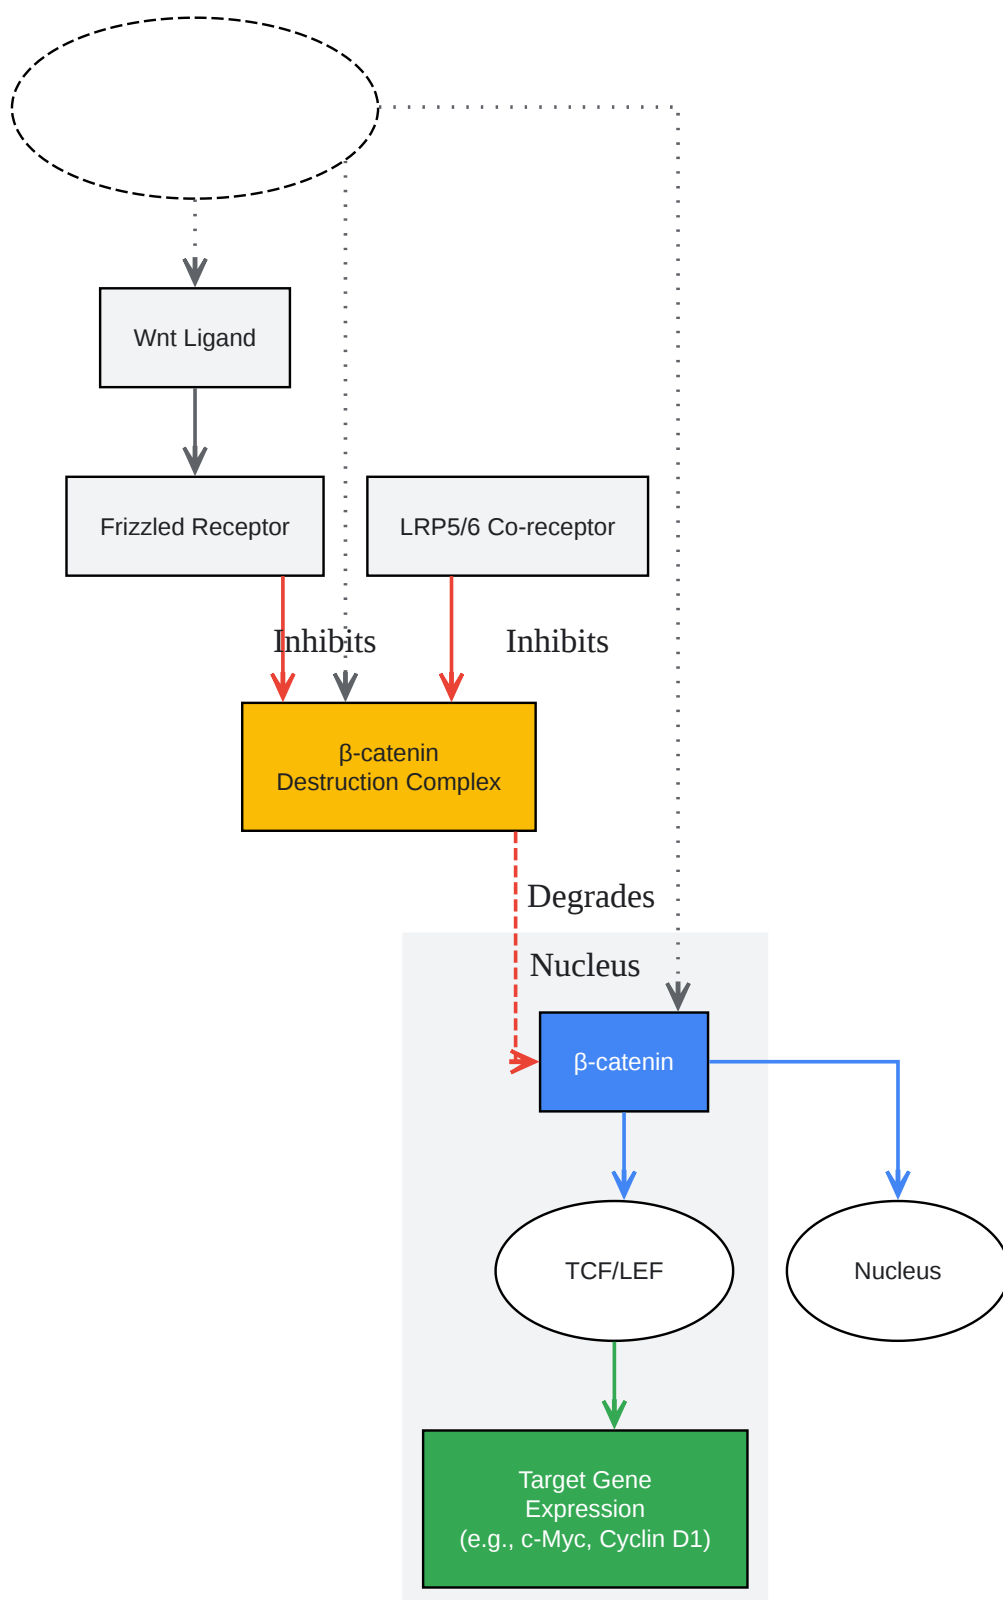 Wnt Ligand
Frizzled Receptor
LRP5/6 Co-receptor
Inhibits
Inhibits
β-catenin
Destruction Complex
Degrades
Nucleus
β-catenin
TCF/LEF
Nucleus
Target Gene
Expression
(e.g., c-Myc, Cyclin D1)